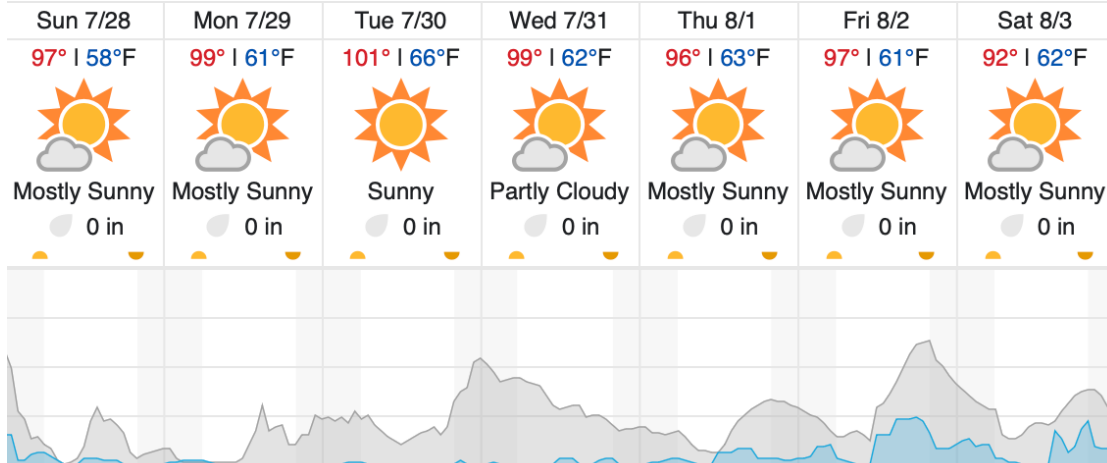 Sun 7/28 Mon 7/29 Tue 7/30 Wed 7/31 Thu 8/1 Fri 8/2 Sat 8/3
97° | 58°F 99° | 61°F 101° | 66°F 99° | 62°F 96° | 63°F 97° | 61°F 92° | 62°F
Mostly Sunny Mostly Sunny Sunny Partly Cloudy Mostly Sunny Mostly Sunny Mostly Sunny
0 in 0 in 0 in 0 in 0 in 0 in 0 in